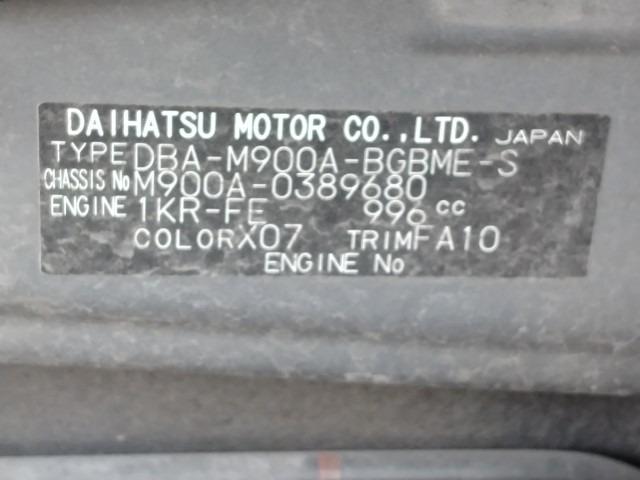 DAIHATSU MOTOR CO.,LTD. JAPAN
TYPE DBA-M900A-BGBME-S
CHASSIS No M900A-0389680
ENGINE 1KR-FE 996 cc
COLOR X07 TRIM FA10
ENGINE No